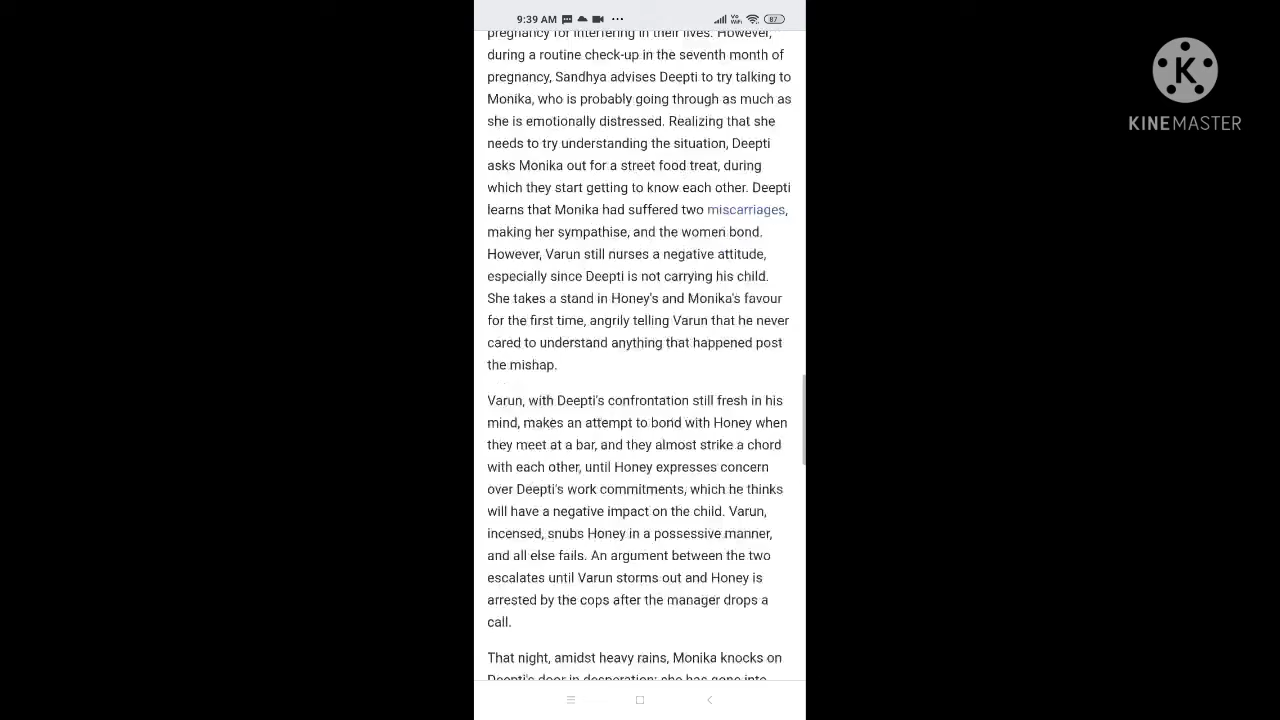 9:39 AM
Vo
WiFi
87
pregnancy for interfering in their lives. However,
during a routine check-up in the seventh month of
pregnancy, Sandhya advises Deepti to try talking to
Monika, who is probably going through as much as
she is emotionally distressed. Realizing that she
needs to try understanding the situation, Deepti
asks Monika out for a street food treat, during
which they start getting to know each other. Deepti
learns that Monika had suffered two miscarriages,
making her sympathise, and the women bond.
However, Varun still nurses a negative attitude,
especially since Deepti is not carrying his child.
She takes a stand in Honey's and Monika's favour
for the first time, angrily telling Varun that he never
cared to understand anything that happened post
the mishap.
Varun, with Deepti's confrontation still fresh in his
mind, makes an attempt to bond with Honey when
they meet at a bar, and they almost strike a chord
with each other, until Honey expresses concern
over Deepti's work commitments, which he thinks
will have a negative impact on the child. Varun,
incensed, snubs Honey in a possessive manner,
and all else fails. An argument between the two
escalates until Varun storms out and Honey is
arrested by the cops after the manager drops a
call.
That night, amidst heavy rains, Monika knocks on
Deepti's door in desperation; she has gone into
K
KINEMASTER